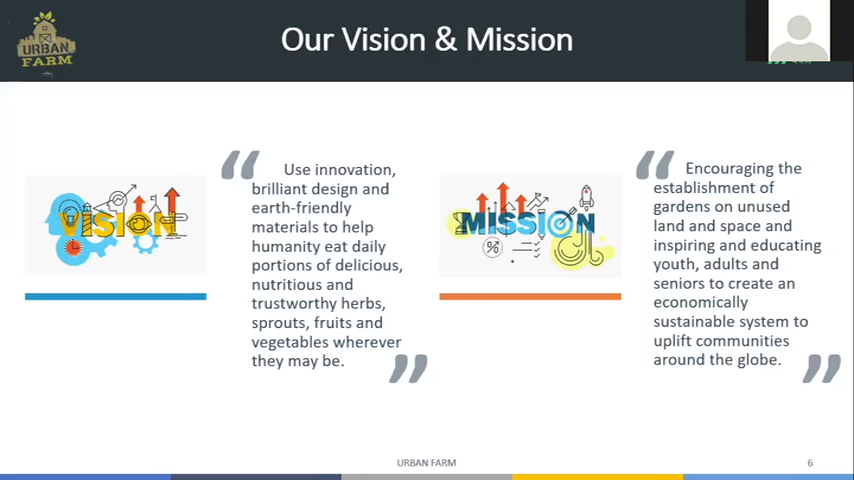 URBAN
FARM
Our Vision & Mission
VISION
Use innovation,
brilliant design and
earth-friendly
materials to help
humanity eat daily
portions of delicious,
nutritious and
trustworthy herbs,
sprouts, fruits and
vegetables wherever
they may be.
MISSION
Encouraging the
establishment of
gardens on unused
land and space and
inspiring and educating
youth, adults and
seniors to create an
economically
sustainable system to
uplift communities
around the globe.
URBAN FARM
6